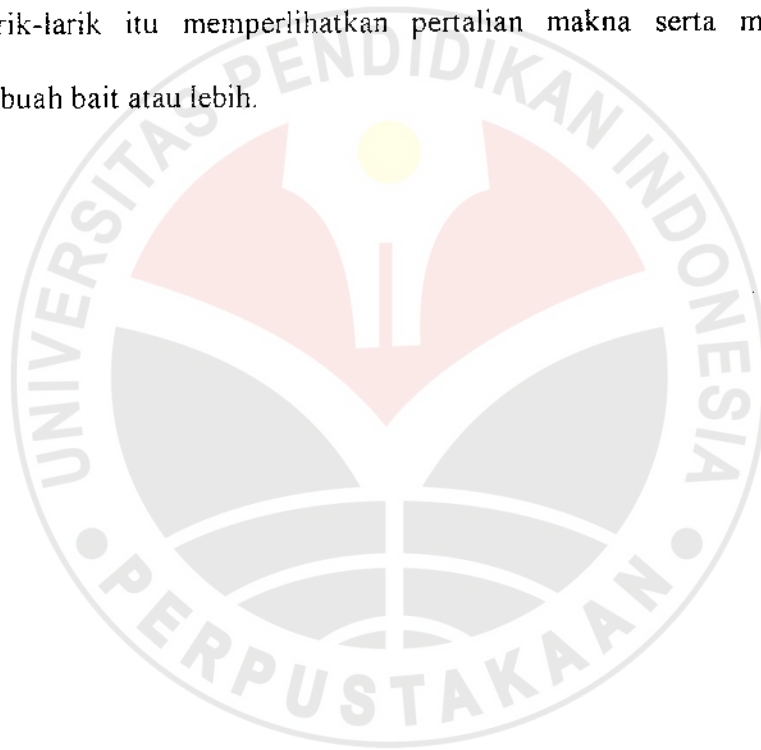 rik-larik itu memperlihatkan pertalian makna serta m
buah bait atau lebih.
UNIVERSITAS PENDIDIKAN INDONESIA
PERPUSTAKAAN